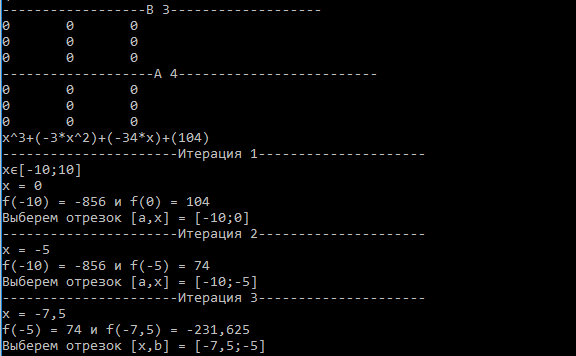 ------------------B 3-------------------
0 0 0
0 0 0
0 0 0
-------------------A 4-------------------------
0 0 0
0 0 0
0 0 0
x^3+(-3*x^2)+(-34*x)+(104)
----------------------Итерация 1---------------------
xє[-10;10]
x = 0
f(-10) = -856 и f(0) = 104
Выберем отрезок [a,x] = [-10;0]
----------------------Итерация 2---------------------
x = -5
f(-10) = -856 и f(-5) = 74
Выберем отрезок [a,x] = [-10;-5]
----------------------Итерация 3---------------------
x = -7,5
f(-5) = 74 и f(-7,5) = -231,625
Выберем отрезок [x,b] = [-7,5;-5]